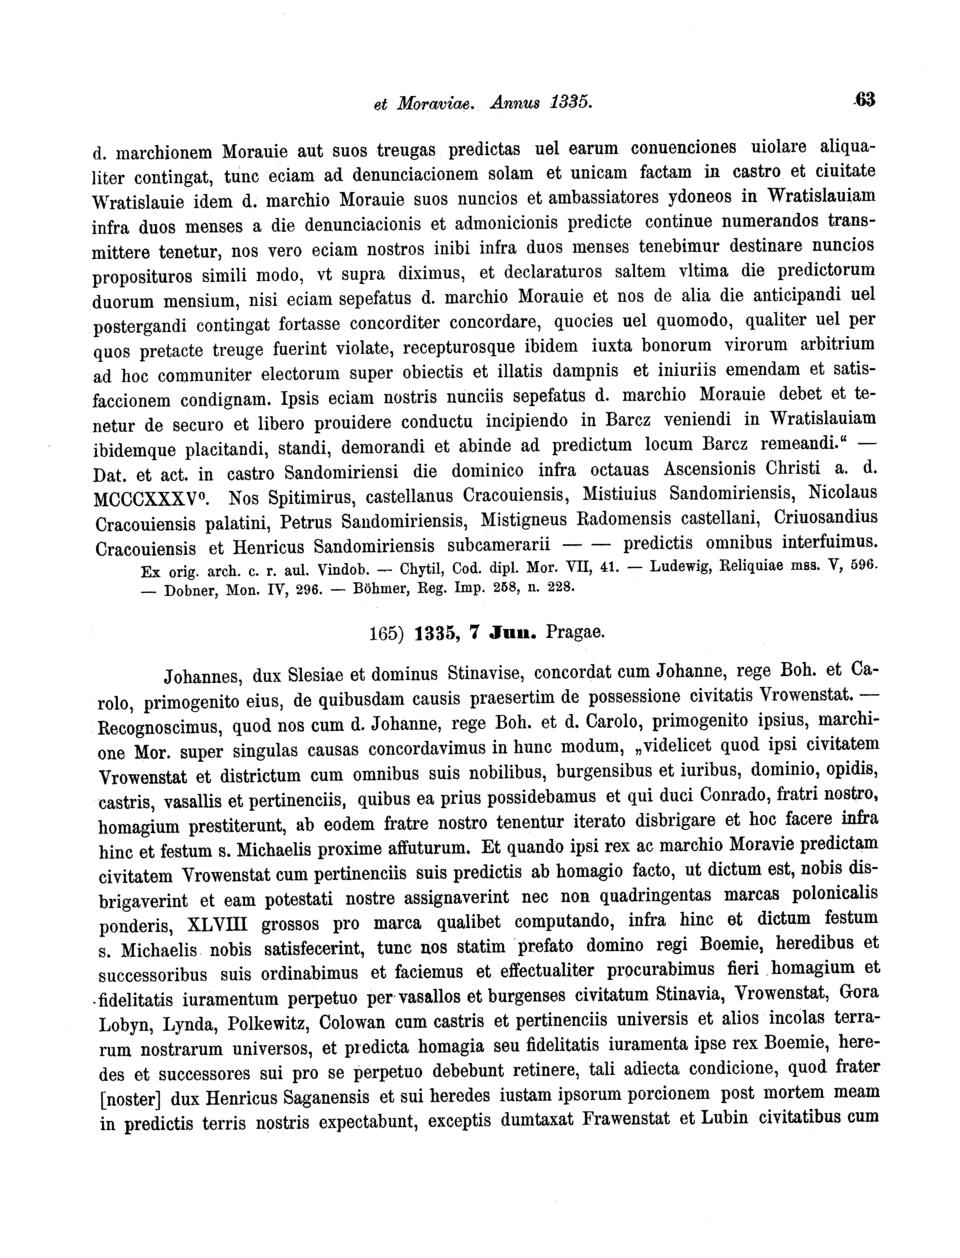 et Moraviae. Annus 1335. 63
d. marchionem Morauie aut suos treugas predictas uel earum conuenciones uiolare aliqua-
liter contingat, tunc eciam ad denunciacionem solam et unicam factam in castro et ciuitate
Wratislauie idem d. marchio Morauie suos nuncios et ambassiatores ydoneos in Wratislauiam
infra duos menses a die denunciacionis et admonicionis predicte continue numerandos trans-
mittere tenetur, nos vero eciam nostros inibi infra duos menses tenebimur destinare nuncios
proposituros simili modo, vt supra diximus, et declaraturos saltem vltima die predictorum
duorum mensium, nisi eciam sepefatus d. marchio Morauie et nos de alia die anticipandi uel
postergandi contingat fortasse concorditer concordare, quocies uel quomodo, qualiter uel per
quos pretacte treuge fuerint violate, recepturosque ibidem iuxta bonorum virorum arbitrium
ad hoc communiter electorum super obiectis et illatis dampnis et iniuriis emendam et satis-
faccionem condignam. Ipsis eciam nostris nunciis sepefatus d. marchio Morauie debet et te-
netur de securo et libero prouidere conductu incipiendo in Barcz veniendi in Wratislauiam
ibidemque placitandi, standi, demorandi et abinde ad predictum locum Barcz remeandi.“ —
Dat. et act. in castro Sandomiriensi die dominico infra octauas Ascensionis Christi a. d.
MCCCXXXV⁰. Nos Spitimirus, castellanus Cracouiensis, Mistiuius Sandomiriensis, Nicolaus
Cracouiensis palatini, Petrus Sandomiriensis, Mistigneus Radomensis castellani, Criuosandius
Cracouiensis et Henricus Sandomiriensis subcamerarii — — predictis omnibus interfuimus.
Ex orig. arch. c. r. aul. Vindob. — Chytil, Cod. dipl. Mor. VII, 41. — Ludewig, Reliquiae mss. V, 596.
— Dobner, Mon. IV, 296. — Böhmer, Reg. Imp. 258, n. 228.
165) 1335, 7 Jun. Pragae.
Johannes, dux Slesiae et dominus Stinavise, concordat cum Johanne, rege Boh. et Ca-
rolo, primogenito eius, de quibusdam causis praesertim de possessione civitatis Vrowenstat. —
Recognoscimus, quod nos cum d. Johanne, rege Boh. et d. Carolo, primogenito ipsius, marchi-
one Mor. super singulas causas concordavimus in hunc modum, „videlicet quod ipsi civitatem
Vrowenstat et districtum cum omnibus suis nobilibus, burgensibus et iuribus, dominio, opidis,
castris, vasallis et pertinenciis, quibus ea prius possidebamus et qui duci Conrado, fratri nostro,
homagium prestiterunt, ab eodem fratre nostro tenentur iterato disbrigare et hoc facere infra
hinc et festum s. Michaelis proxime affuturum. Et quando ipsi rex ac marchio Moravie predictam
civitatem Vrowenstat cum pertinenciis suis predictis ab homagio facto, ut dictum est, nobis dis-
brigaverint et eam potestati nostre assignaverint nec non quadringentas marcas polonicalis
ponderis, XLVIII grossos pro marca qualibet computando, infra hinc et dictum festum
s. Michaelis nobis satisfecerint, tunc nos statim prefato domino regi Boemie, heredibus et
successoribus suis ordinabimus et faciemus et effectualiter procurabimus fieri homagium et
fidelitatis iuramentum perpetuo per vasallos et burgenses civitatum Stinavia, Vrowenstat, Gora
Lobyn, Lynda, Polkewitz, Colowan cum castris et pertinenciis universis et alios incolas terra-
rum nostrarum universos, et predicta homagia seu fidelitatis iuramenta ipse rex Boemie, here-
des et successores sui pro se perpetuo debebunt retinere, tali adiecta condicione, quod frater
[noster] dux Henricus Saganensis et sui heredes iustam ipsorum porcionem post mortem meam
in predictis terris nostris expectabunt, exceptis dumtaxat Frawenstat et Lubin civitatibus cum